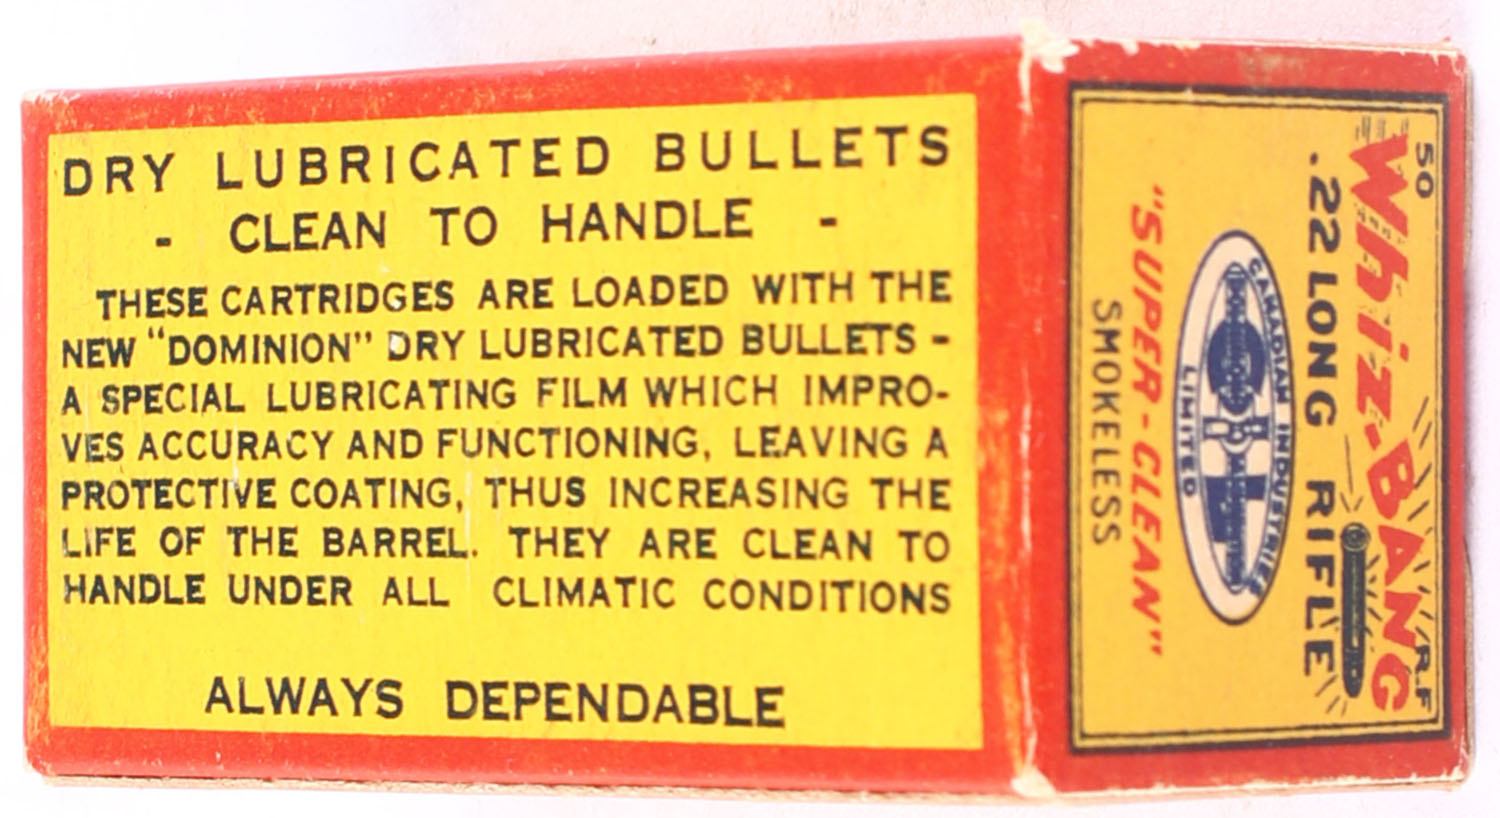 DRY LUBRICATED BULLETS
- CLEAN TO HANDLE -
THESE CARTRIDGES ARE LOADED WITH THE
NEW "DOMINION" DRY LUBRICATED BULLETS -
A SPECIAL LUBRICATING FILM WHICH IMPRO-
VES ACCURACY AND FUNCTIONING, LEAVING A
PROTECTIVE COATING, THUS INCREASING THE
LIFE OF THE BARREL. THEY ARE CLEAN TO
HANDLE UNDER ALL CLIMATIC CONDITIONS
ALWAYS DEPENDABLE
50 R.F
Whiz-BANG
.22 LONG RIFLE
CANADIAN INDUSTRIES
DOMINION
LIMITED
"SUPER-CLEAN"
SMOKELESS